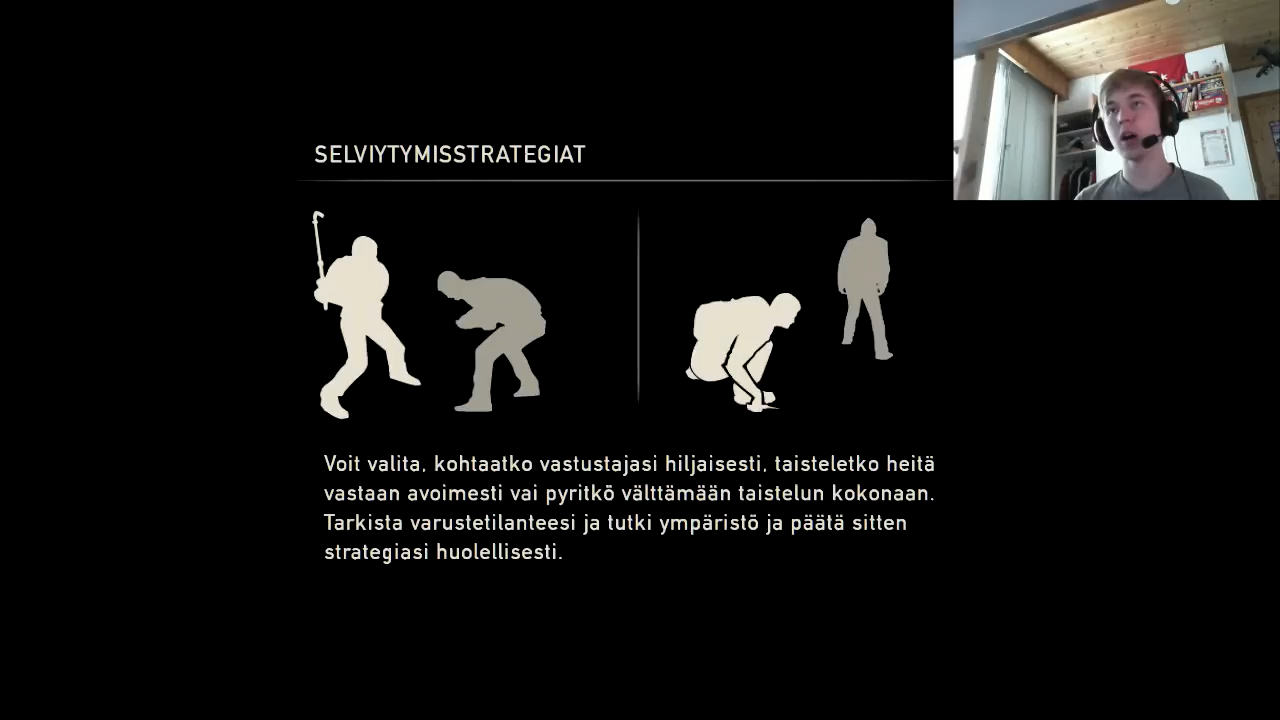 SELVIYTYMISSTRATEGIAT
Voit valita, kohtaatko vastustajasi hiljaisesti, taisteletko heitä
vastaan avoimesti vai pyritkö välttämään taistelun kokonaan.
Tarkista varustetilanteesi ja tutki ympäristö ja päätä sitten
strategiasi huolellisesti.